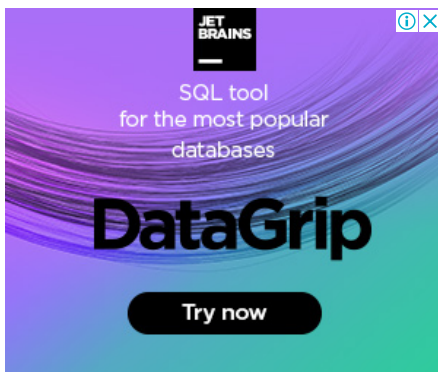 JET
BRAINS
SQL tool
for the most popular
databases
DataGrip
Try now